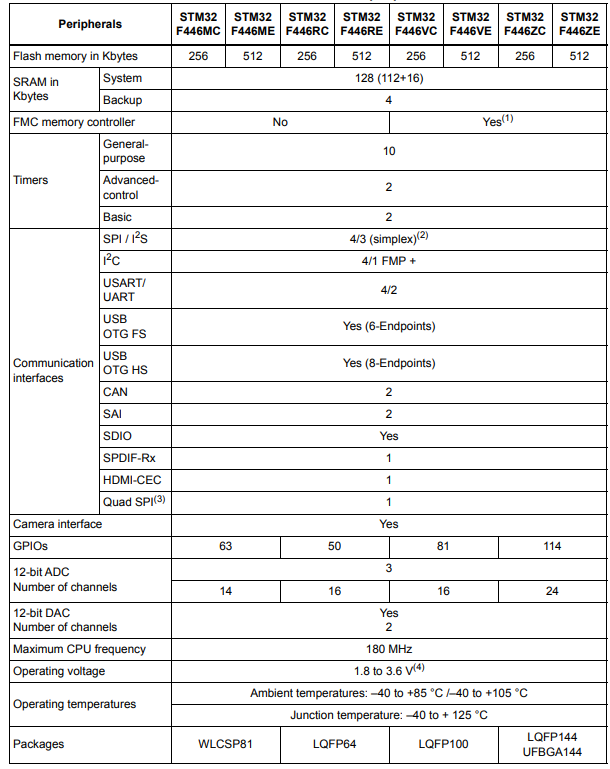 Peripherals STM32 F446MC STM32 F446ME STM32 F446RC STM32 F446RE STM32 F446VC STM32 F446VE STM32 F446ZC STM32 F446ZE
Flash memory in Kbytes 256 512 256 512 256 512 256 512
SRAM in Kbytes System 128 (112+16)
Backup 4
FMC memory controller No Yes(1)
Timers General-purpose 10
Advanced-control 2
Basic 2
Communication interfaces SPI / I2S 4/3 (simplex)(2)
I2C 4/1 FMP +
USART/ UART 4/2
USB OTG FS Yes (6-Endpoints)
USB OTG HS Yes (8-Endpoints)
CAN 2
SAI 2
SDIO Yes
SPDIF-Rx 1
HDMI-CEC 1
Quad SPI(3) 1
Camera interface Yes
GPIOs 63 50 81 114
12-bit ADC Number of channels 3
14 16 16 24
12-bit DAC Number of channels Yes 2
Maximum CPU frequency 180 MHz
Operating voltage 1.8 to 3.6 V(4)
Operating temperatures Ambient temperatures: –40 to +85 °C /–40 to +105 °C
Junction temperature: –40 to + 125 °C
Packages WLCSP81 LQFP64 LQFP100 LQFP144 UFBGA144